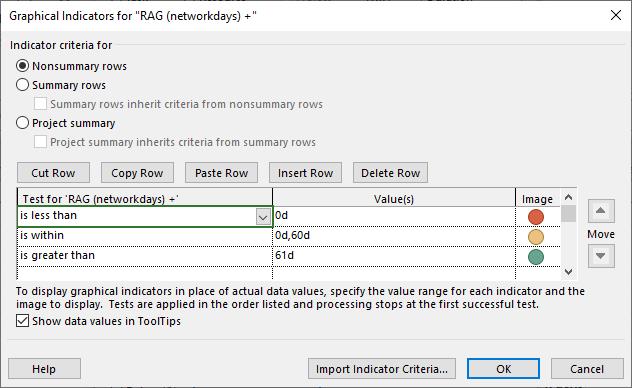 Graphical Indicators for "RAG (networkdays) +"
Indicator criteria for
Nonsummary rows
Summary rows
Summary rows inherit criteria from nonsummary rows
Project summary
Project summary inherits criteria from summary rows
Cut Row Copy Row Paste Row Insert Row Delete Row
Test for 'RAG (networkdays) +' Value(s) Image
is less than 0d
is within 0d,60d
is greater than 61d
Move
To display graphical indicators in place of actual data values, specify the value range for each indicator and the
image to display. Tests are applied in the order listed and processing stops at the first successful test.
Show data values in ToolTips
Help Import Indicator Criteria... OK Cancel